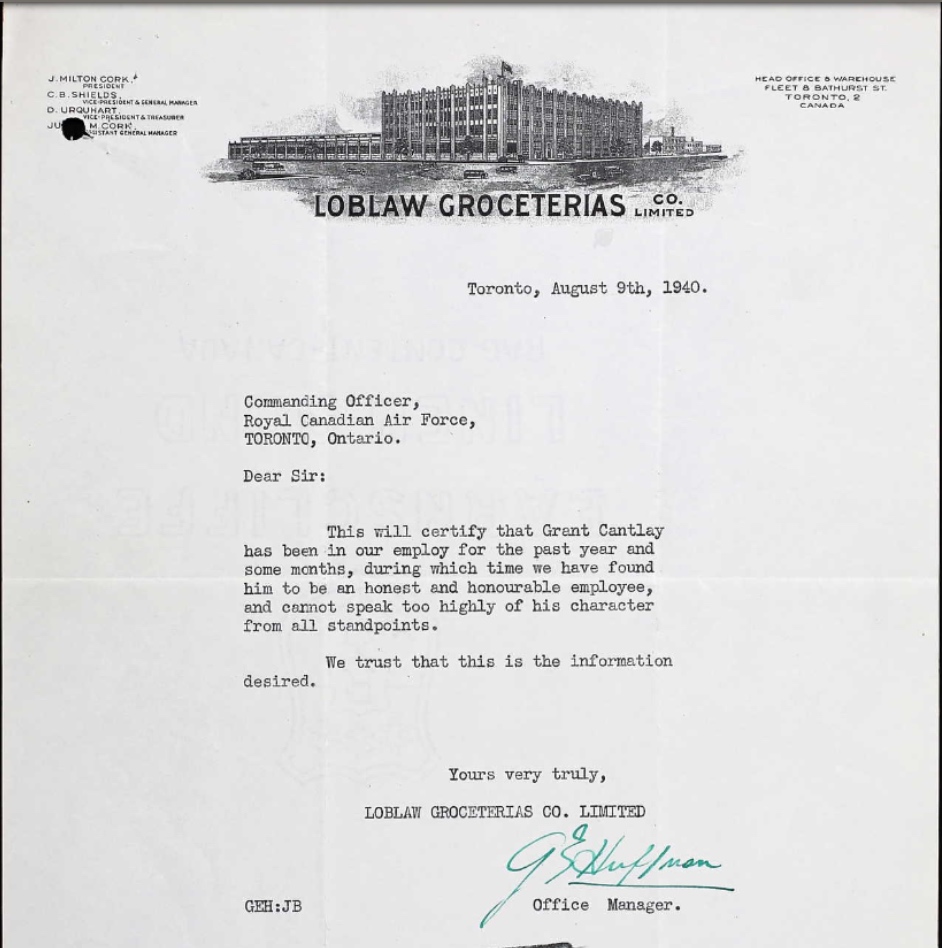 J. MILTON CORK,
PRESIDENT
C. B. SHIELDS,
VICE-PRESIDENT & GENERAL MANAGER
D. URQUHART,
VICE-PRESIDENT & TREASURER
M. CORK,
GENERAL MANAGER
HEAD OFFICE & WAREHOUSE
FLEET & BATHURST ST.
TORONTO, 2
CANADA
LOBLAW GROCETERIAS CO. LIMITED
Toronto, August 9th, 1940.
Commanding Officer,
Royal Canadian Air Force,
TORONTO, Ontario.
Dear Sir:
This will certify that Grant Cantlay
has been in our employ for the past year and
some months, during which time we have found
him to be an honest and honourable employee,
and cannot speak too highly of his character
from all standpoints.
We trust that this is the information
desired.
Yours very truly,
LOBLAW GROCETERIAS CO. LIMITED
G E Huffman
GEH:JB Office Manager.